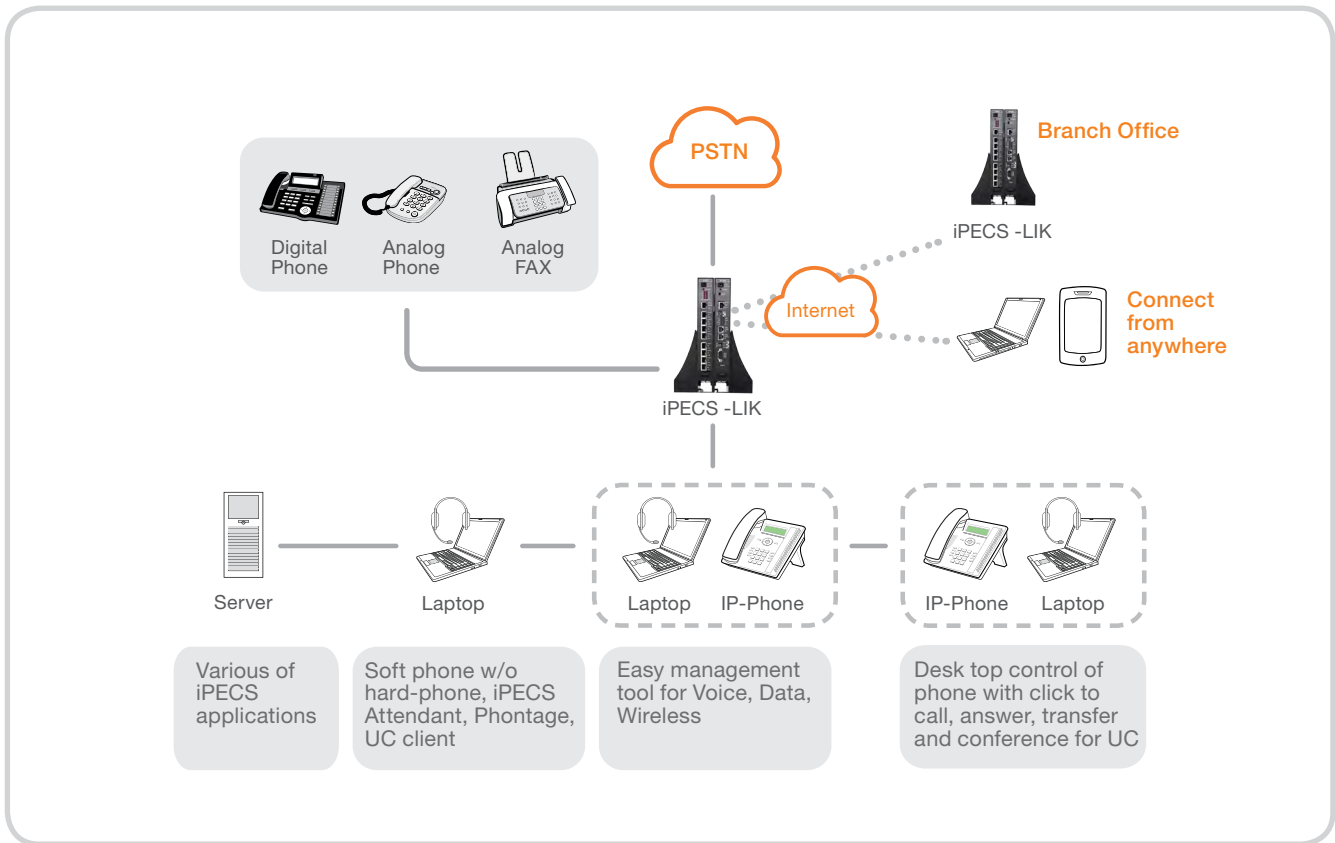 PSTN
Branch Office
iPECS -LIK
Digital
Phone
Analog
Phone
Analog
FAX
Internet
Connect
from
anywhere
iPECS -LIK
Server
Laptop
Laptop
IP-Phone
IP-Phone
Laptop
Various of
iPECS
applications
Soft phone w/o
hard-phone, iPECS
Attendant, Phontage,
UC client
Easy management
tool for Voice, Data,
Wireless
Desk top control of
phone with click to
call, answer, transfer
and conference for UC